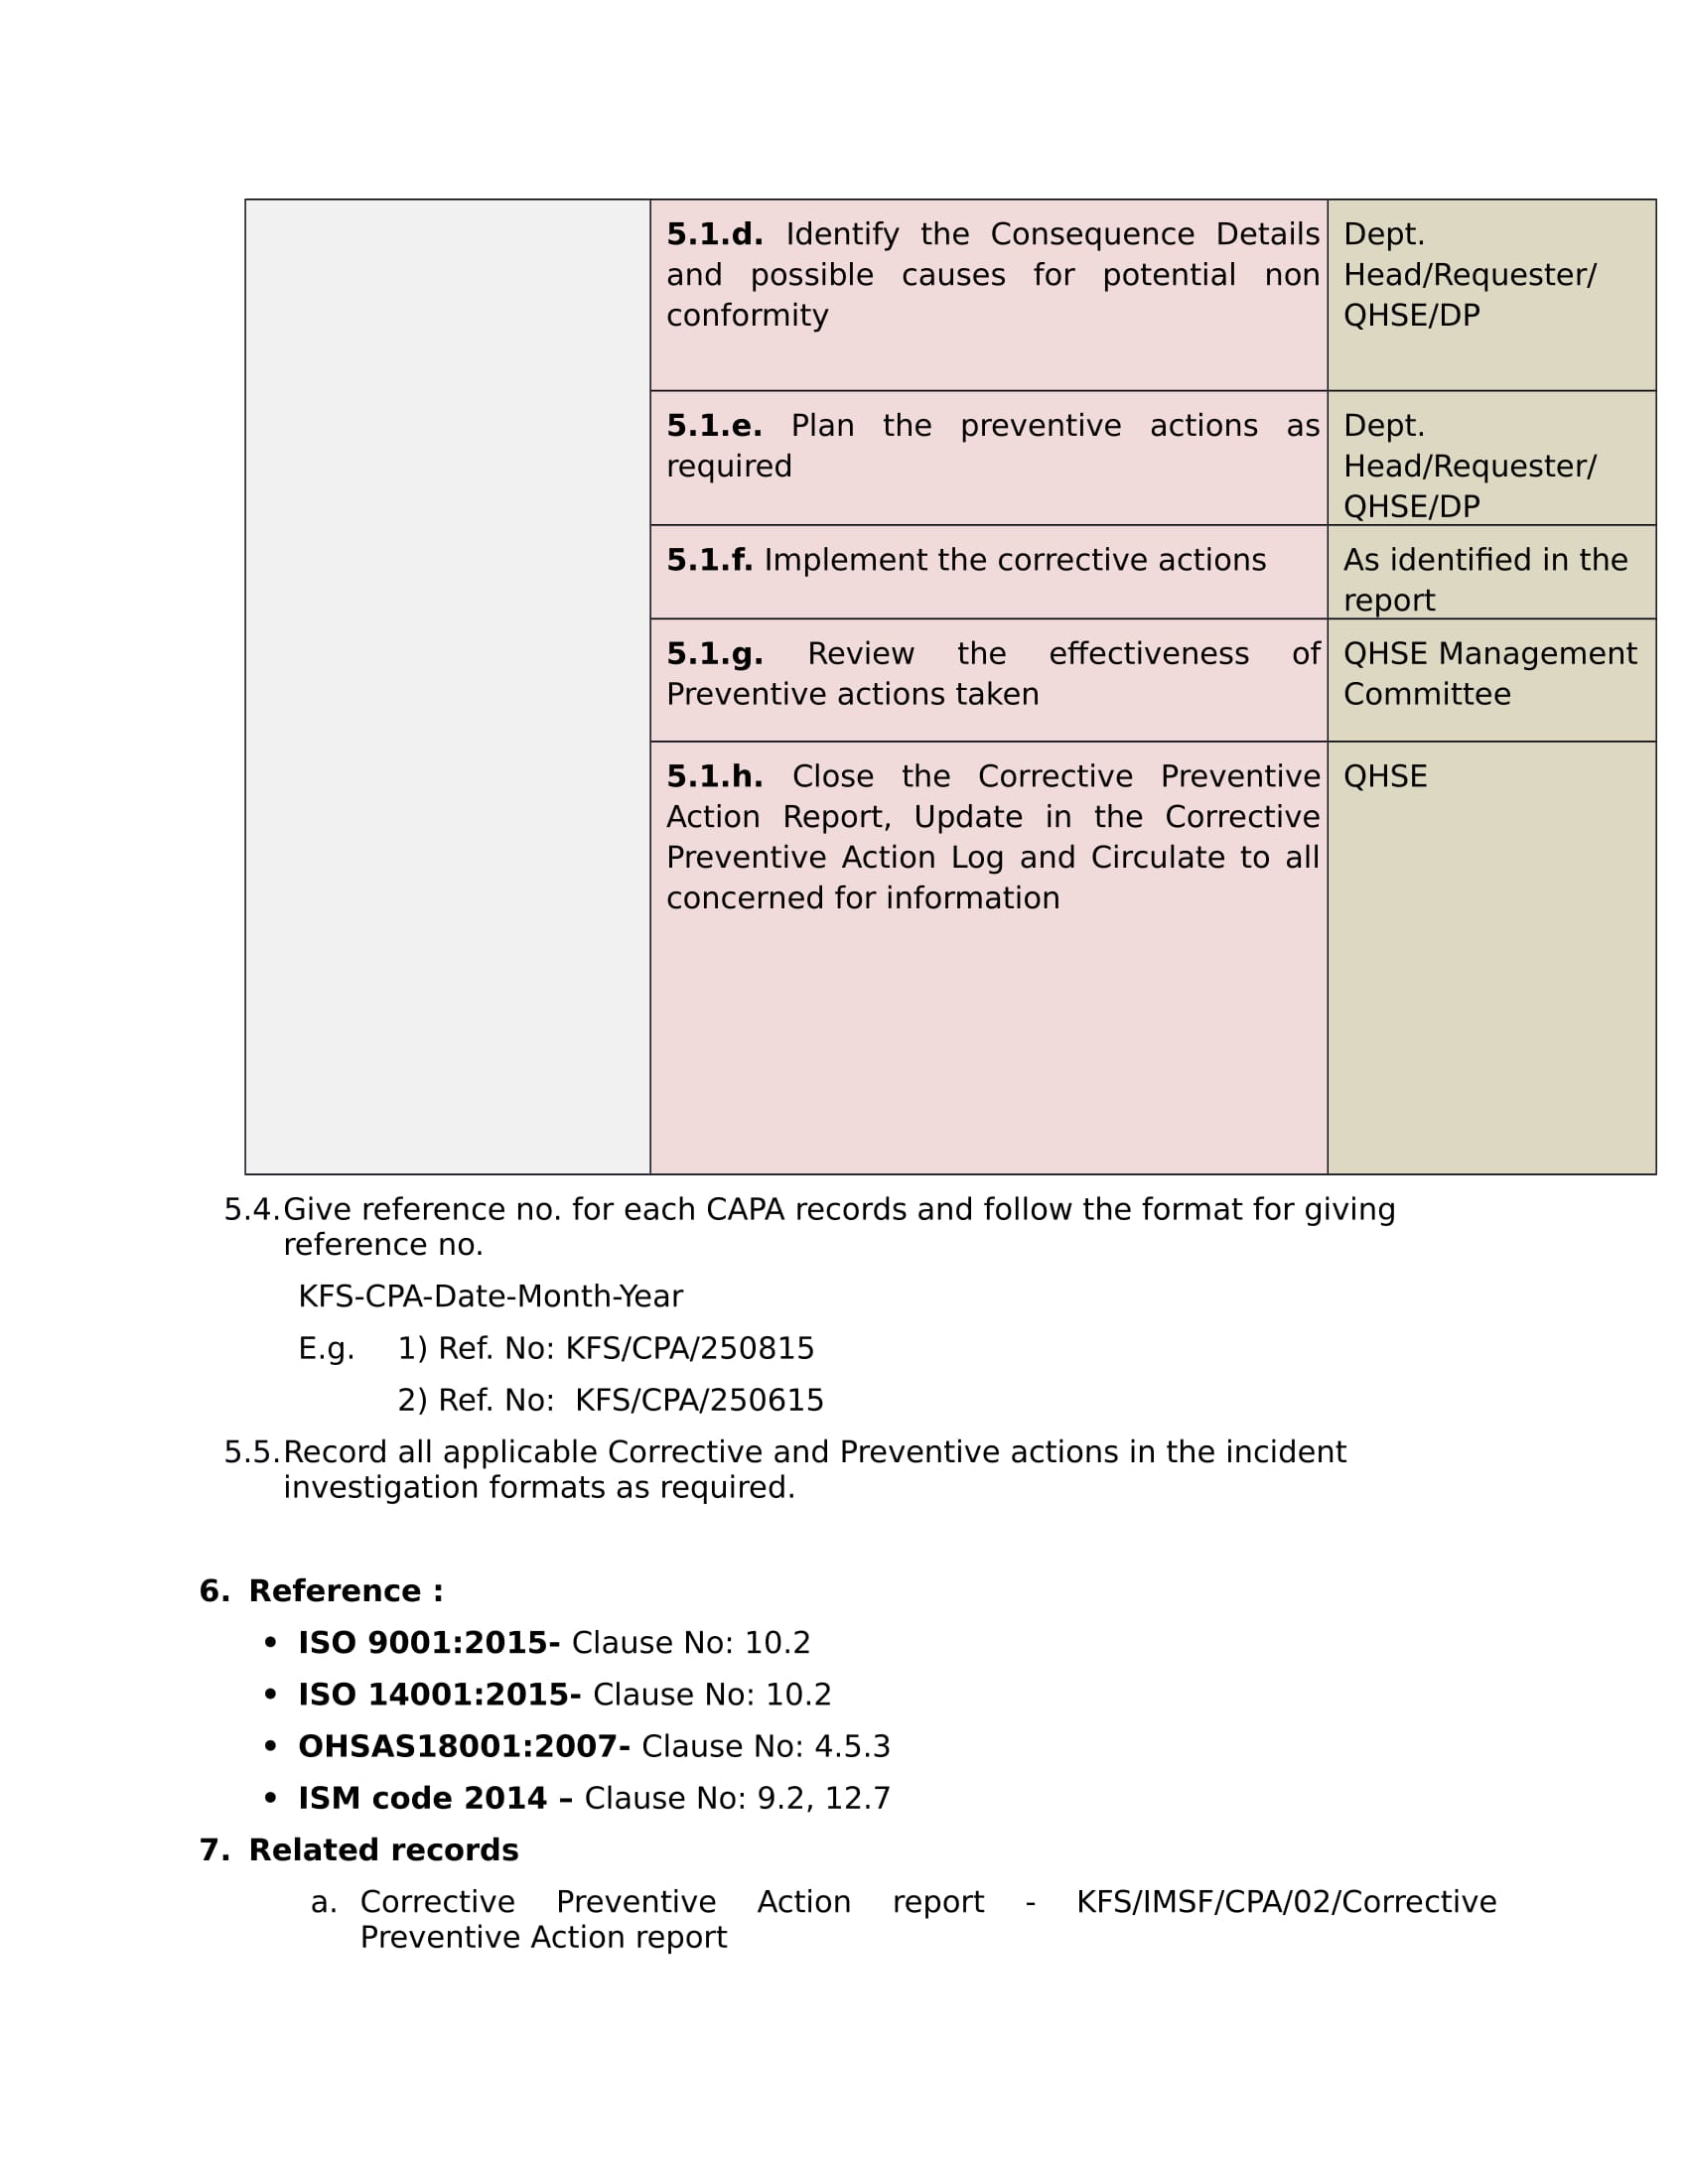 5.1.d. Identify the Consequence Details
and possible causes for potential non
conformity
Dept.
Head/Requester/
QHSE/DP
5.1.e. Plan the preventive actions as
required
Dept.
Head/Requester/
QHSE/DP
5.1.f. Implement the corrective actions
As identified in the
report
5.1.g. Review the effectiveness of
Preventive actions taken
QHSE Management
Committee
5.1.h. Close the Corrective Preventive
Action Report, Update in the Corrective
Preventive Action Log and Circulate to all
concerned for information
QHSE
5.4. Give reference no. for each CAPA records and follow the format for giving
reference no.
KFS-CPA-Date-Month-Year
E.g. 1) Ref. No: KFS/CPA/250815
2) Ref. No: KFS/CPA/250615
5.5. Record all applicable Corrective and Preventive actions in the incident
investigation formats as required.
6. Reference :
• ISO 9001:2015- Clause No: 10.2
• ISO 14001:2015- Clause No: 10.2
• OHSAS18001:2007- Clause No: 4.5.3
• ISM code 2014 – Clause No: 9.2, 12.7
7. Related records
a. Corrective Preventive Action report - KFS/IMSF/CPA/02/Corrective
Preventive Action report